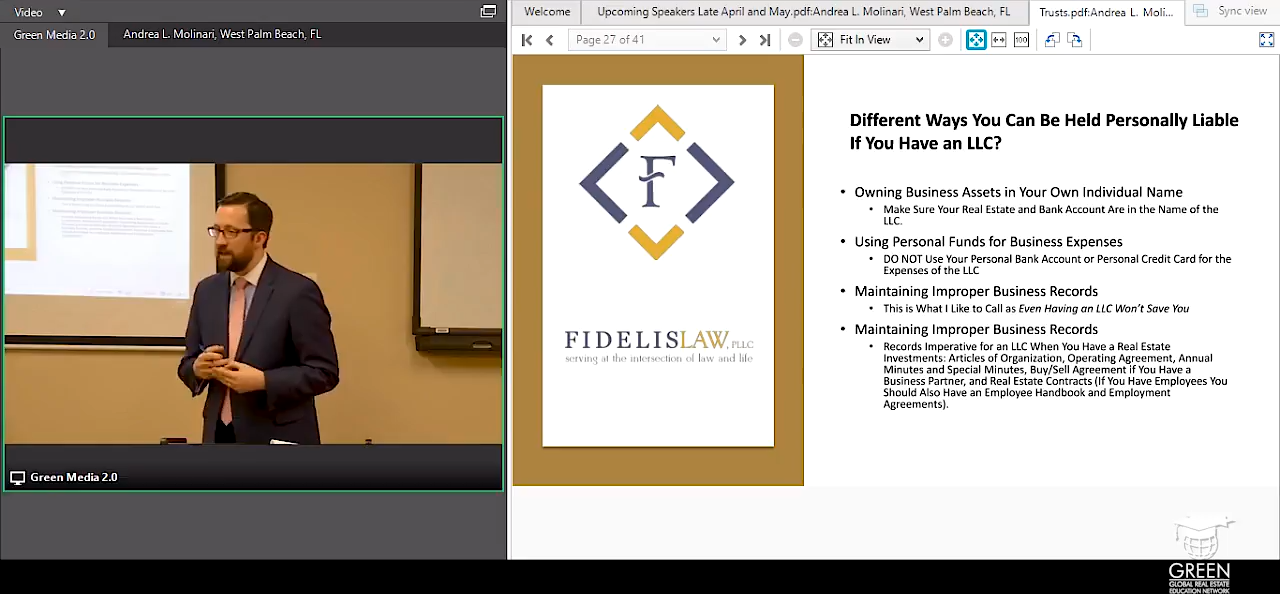 Video
Green Media 2.0
Andrea L. Molinari, West Palm Beach, FL
Green Media 2.0
Welcome
Upcoming Speakers Late April and May.pdf:Andrea L. Molinari, West Palm Beach, FL
Trusts.pdf:Andrea L. Moli...
Sync view
Page 27 of 41
Fit In View
100
F
FIDELISLAW, PLLC
serving at the intersection of law and life
Different Ways You Can Be Held Personally Liable
If You Have an LLC?
• Owning Business Assets in Your Own Individual Name
• Make Sure Your Real Estate and Bank Account Are in the Name of the
LLC.
• Using Personal Funds for Business Expenses
• DO NOT Use Your Personal Bank Account or Personal Credit Card for the
Expenses of the LLC
• Maintaining Improper Business Records
• This is What I Like to Call as Even Having an LLC Won't Save You
• Maintaining Improper Business Records
• Records Imperative for an LLC When You Have a Real Estate
Investments: Articles of Organization, Operating Agreement, Annual
Minutes and Special Minutes, Buy/Sell Agreement if You Have a
Business Partner, and Real Estate Contracts (If You Have Employees You
Should Also Have an Employee Handbook and Employment
Agreements).
GREEN
GLOBAL REAL ESTATE
EDUCATION NETWORK